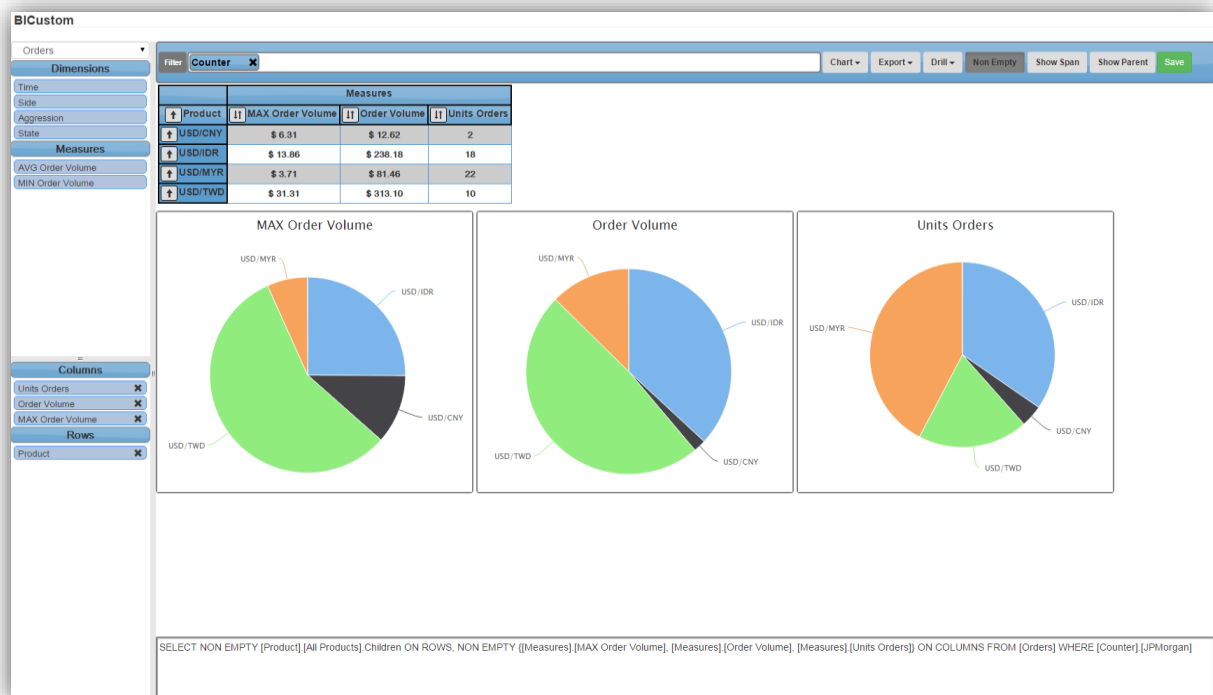 BICustom
Orders
Dimensions
Time
Side
Aggression
State
Measures
AVG Order Volume
MIN Order Volume
Columns
Units Orders
Order Volume
MAX Order Volume
Rows
Product
Filter Counter Chart Export Drill Non Empty Show Span Show Parent Save
Measures
Product MAX Order Volume Order Volume Units Orders
USD/CNY $ 6.31 $ 12.62 2
USD/IDR $ 13.86 $ 238.18 18
USD/MYR $ 3.71 $ 81.46 22
USD/TWD $ 31.31 $ 313.10 10
MAX Order Volume
USD/MYR
USD/IDR
USD/CNY
USD/TWD
Order Volume
USD/MYR
USD/IDR
USD/TWD
USD/CNY
Units Orders
USD/IDR
USD/MYR
USD/CNY
USD/TWD
SELECT NON EMPTY [Product].[All Products].Children ON ROWS, NON EMPTY {[Measures].[MAX Order Volume], [Measures].[Order Volume], [Measures].[Units Orders]} ON COLUMNS FROM [Orders] WHERE [Counter].[JPMorgan]